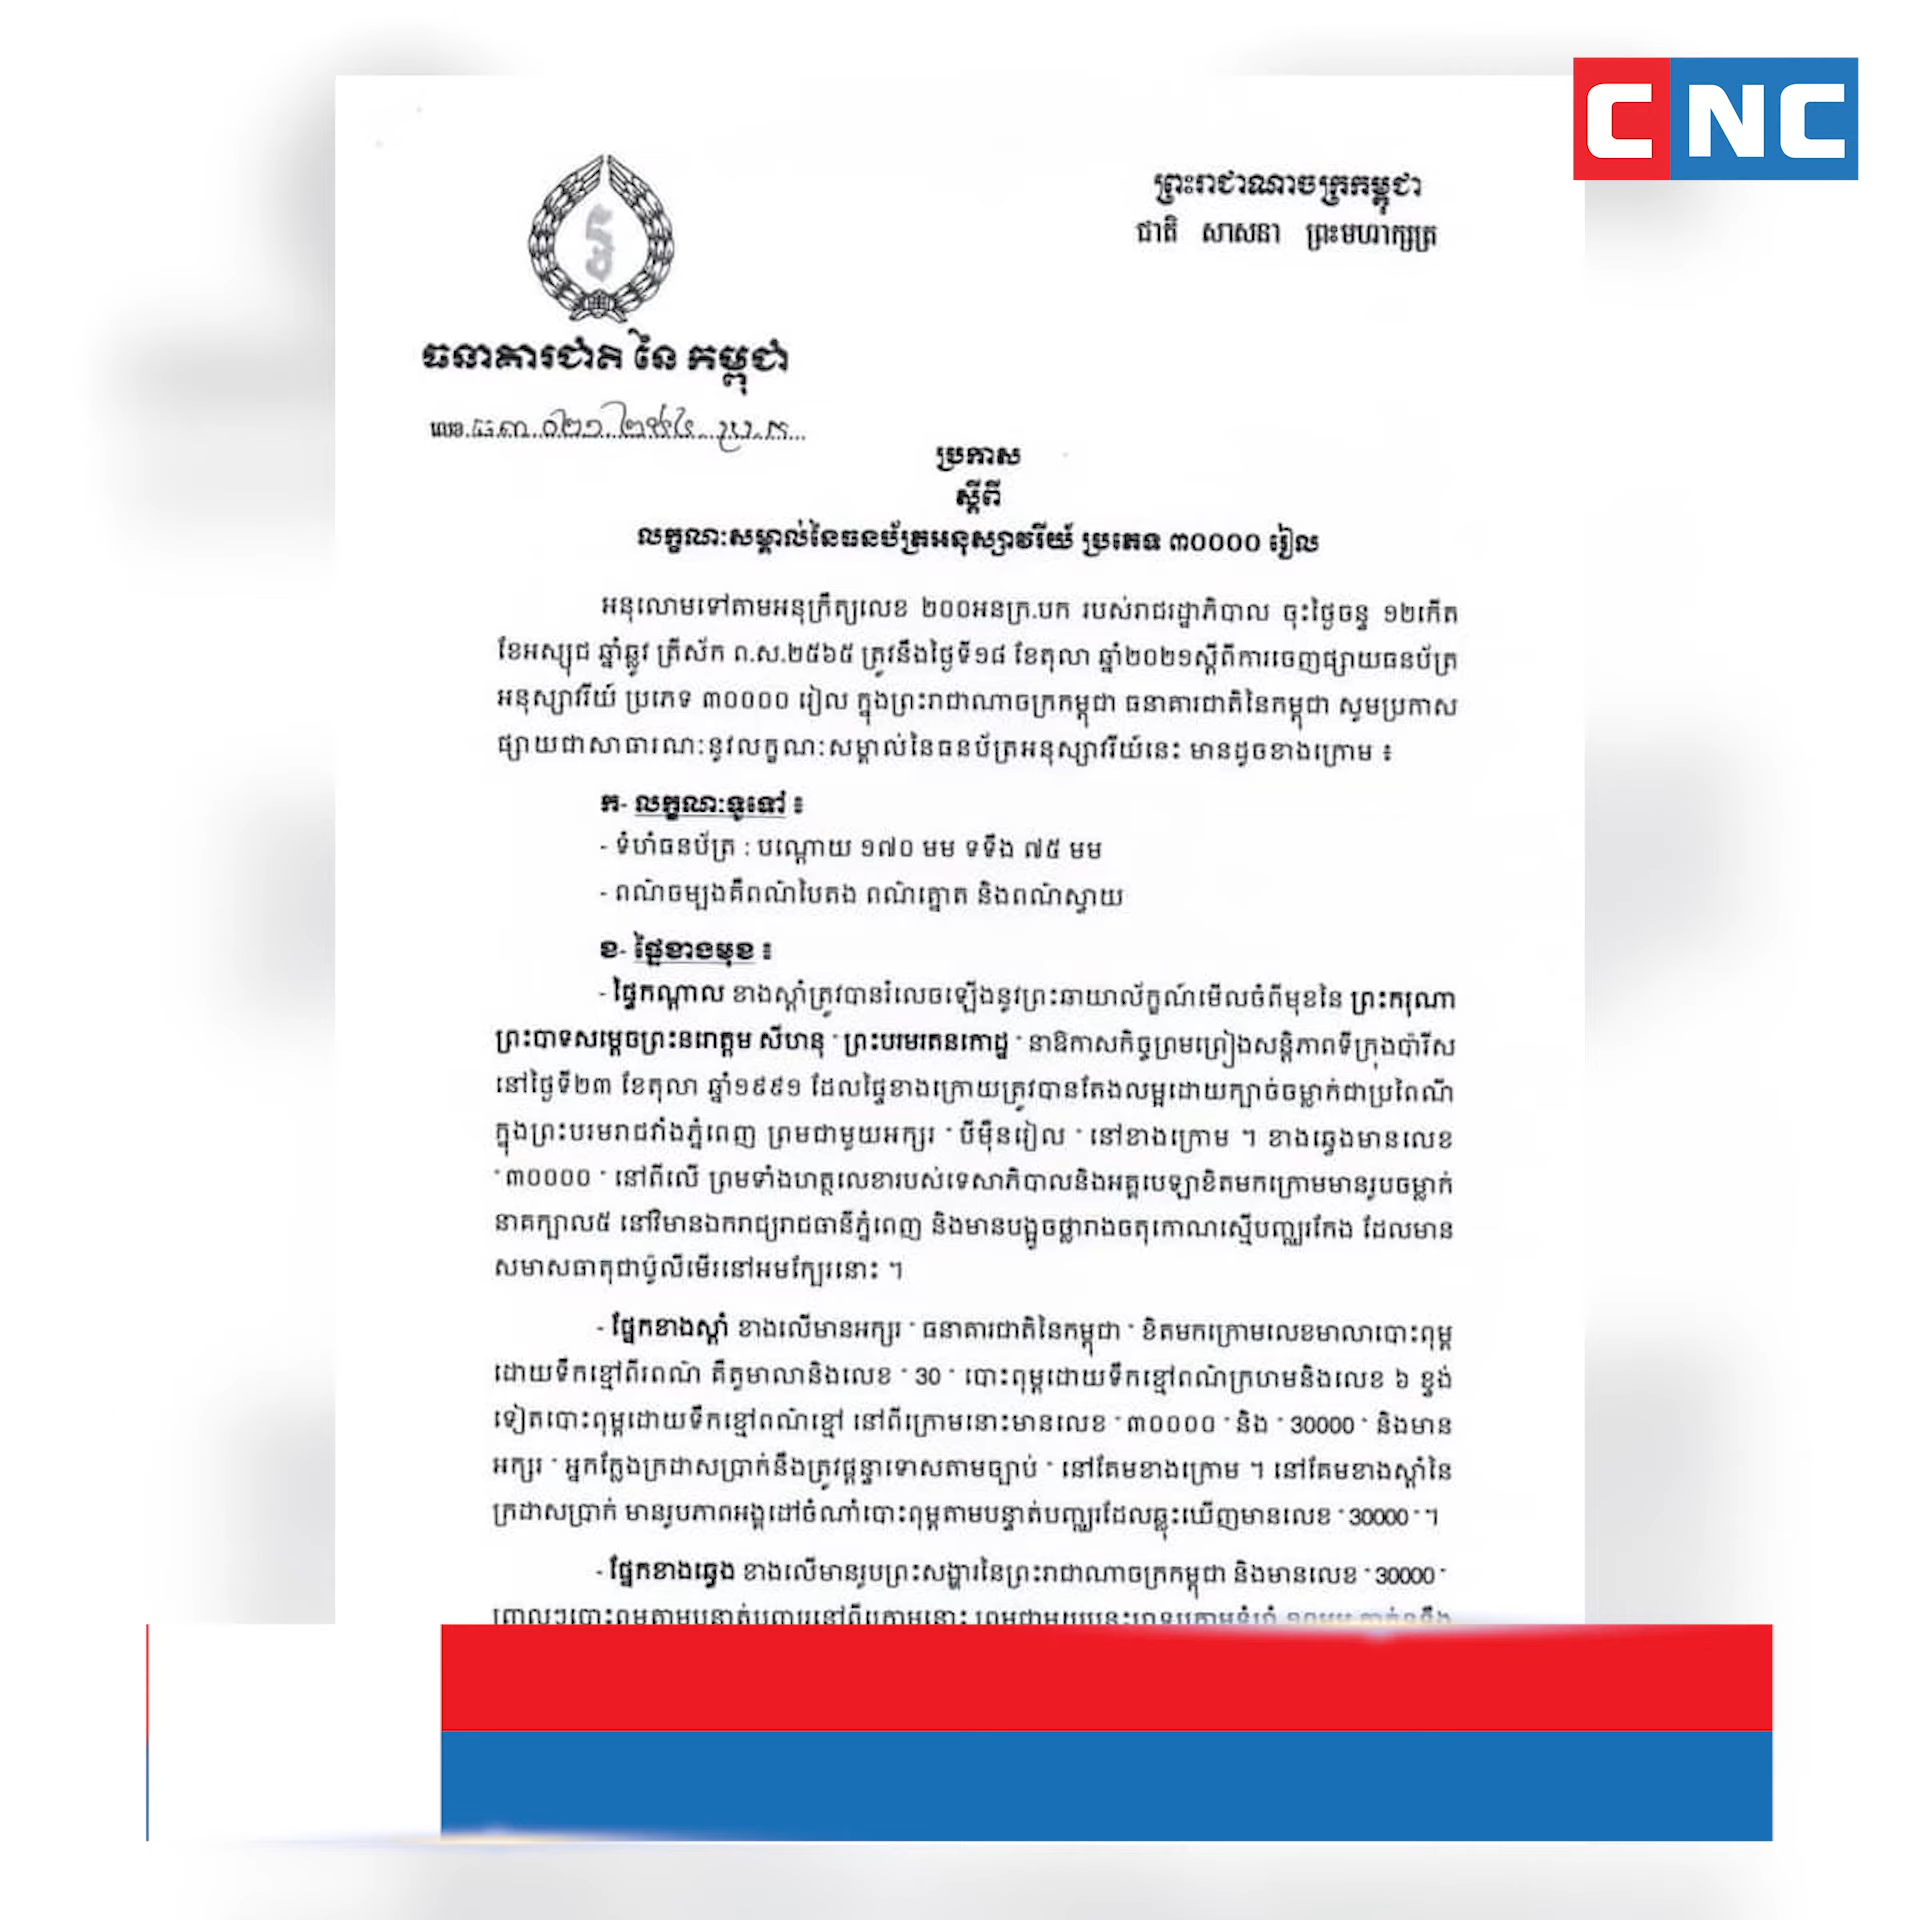 CNC
ព្រះរាជាណាចក្រកម្ពុជា
ជាតិ សាសនា ព្រះមហាក្សត្រ
ធនាគារជាតិ នៃ កម្ពុជា
លេខ.ធ៣.០២១.
ប្រកាស
ស្តីពី
លក្ខណៈសម្គាល់នៃធនប័ត្រអនុស្សាវរីយ៍ ប្រភេទ ៣០០០០ រៀល
អនុលោមទៅតាមអនុក្រឹត្យលេខ ២០០អនក្រ.បក របស់រាជរដ្ឋាភិបាល ចុះថ្ងៃចន្ទ ១២កើត
ខែអស្សុជ ឆ្នាំឆ្លូវ ត្រីស័ក ព.ស.២៥៦៥ ត្រូវនឹងថ្ងៃទី១៨ ខែតុលា ឆ្នាំ២០២១ស្តីពីការចេញផ្សាយធនប័ត្រ
អនុស្សាវរីយ៍ ប្រភេទ ៣០០០០ រៀល ក្នុងព្រះរាជាណាចក្រកម្ពុជា ធនាគារជាតិនៃកម្ពុជា សូមប្រកាស
ផ្សាយជាសាធារណៈនូវលក្ខណៈសម្គាល់នៃធនប័ត្រអនុស្សាវរីយ៍នេះ មានដូចខាងក្រោម ៖
ក- លក្ខណៈទូទៅ ៖
- ទំហំធនប័ត្រ : បណ្តោយ ១៧០ មម ទទឹង ៧៥ មម
- ពណ៌ចម្បងគឺពណ៌បៃតង ពណ៌ត្នោត និងពណ៌ស្វាយ
ខ- ផ្ទៃខាងមុខ ៖
- ផ្ទៃកណ្តាល ខាងស្តាំត្រូវបានរំលេចឡើងនូវព្រះឆាយាល័ក្ខណ៍មើលចំពីមុខនៃ ព្រះករុណា
ព្រះបាទសម្តេចព្រះនរោត្តម សីហនុ "ព្រះបរមរតនកោដ្ឋ" នាឱកាសកិច្ចព្រមព្រៀងសន្តិភាពទីក្រុងប៉ារីស
នៅថ្ងៃទី២៣ ខែតុលា ឆ្នាំ១៩៩១ ដែលផ្ទៃខាងក្រោយត្រូវបានតែងលម្អដោយក្បាច់ចម្លាក់ជាប្រពៃណី
ក្នុងព្រះបរមរាជវាំងភ្នំពេញ ព្រមជាមួយអក្សរ " បីម៉ឺនរៀល " នៅខាងក្រោម ។ ខាងឆ្វេងមានលេខ
" ៣០០០០ " នៅពីលើ ព្រមទាំងហត្ថលេខារបស់ទេសាភិបាលនិងអគ្គបេឡាខិតមកក្រោមមានរូបចម្លាក់
នាគក្បាល៥ នៅវិមានឯករាជ្យរាជធានីភ្នំពេញ និងមានបង្អួចថ្លារាងចតុកោណស្មើបញ្ឈរកែង ដែលមាន
សមាសធាតុជាប៉ូលីមើរនៅអមក្បែរនោះ ។
- ផ្នែកខាងស្តាំ ខាងលើមានអក្សរ " ធនាគារជាតិនៃកម្ពុជា " ខិតមកក្រោមលេខមាលាបោះពុម្ព
ដោយទឹកខ្មៅពីរពណ៌ គឺតួមាលានិងលេខ " 30 " បោះពុម្ពដោយទឹកខ្មៅពណ៌ក្រហមនិងលេខ ៦ ខ្ទង់
ទៀតបោះពុម្ពដោយទឹកខ្មៅពណ៌ខ្មៅ នៅពីក្រោមនោះមានលេខ " ៣០០០០ " និង " 30000 " និងមាន
អក្សរ " អ្នកក្លែងក្រដាសប្រាក់នឹងត្រូវផ្តន្ទាទោសតាមច្បាប់ " នៅគែមខាងក្រោម ។ នៅគែមខាងស្តាំនៃ
ក្រដាសប្រាក់ មានរូបភាពអង្គដៅចំណាំបោះពុម្ពតាមបន្ទាត់បញ្ឈរដែលឆ្លុះឃើញមានលេខ " 30000 " ។
- ផ្នែកខាងឆ្វេង ខាងលើមានរូបព្រះសង្ហារនៃព្រះរាជាណាចក្រកម្ពុជា និងមានលេខ " 30000 "